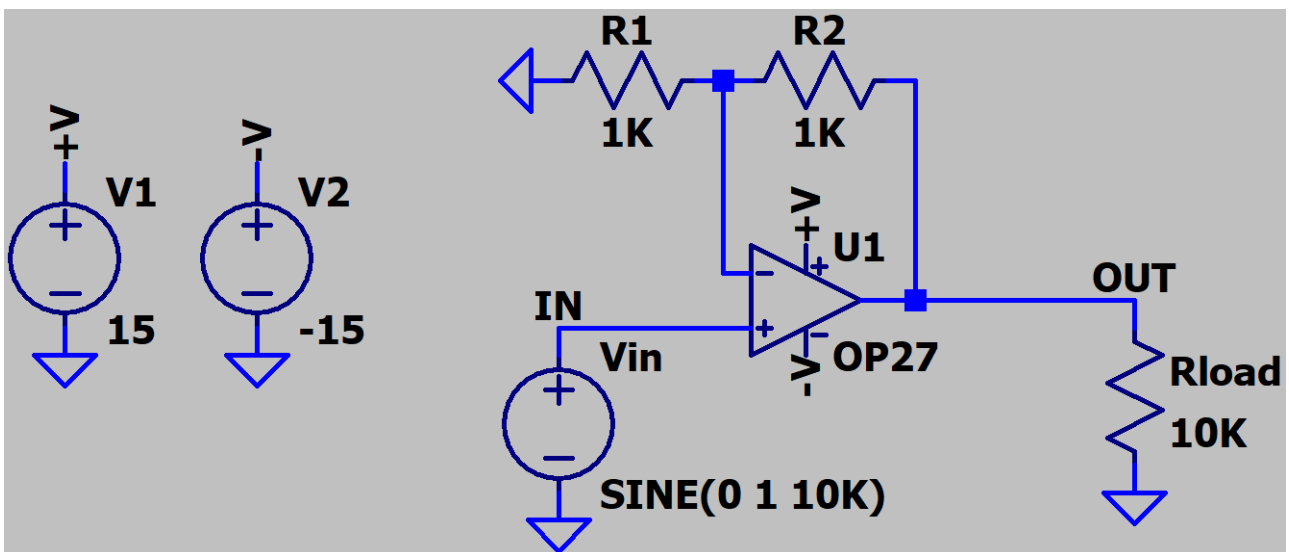 R1
R2
1K
1K
+V
V1
15
-V
V2
-15
+V
U1
OP27
-V
IN
Vin
SINE(0 1 10K)
OUT
Rload
10K